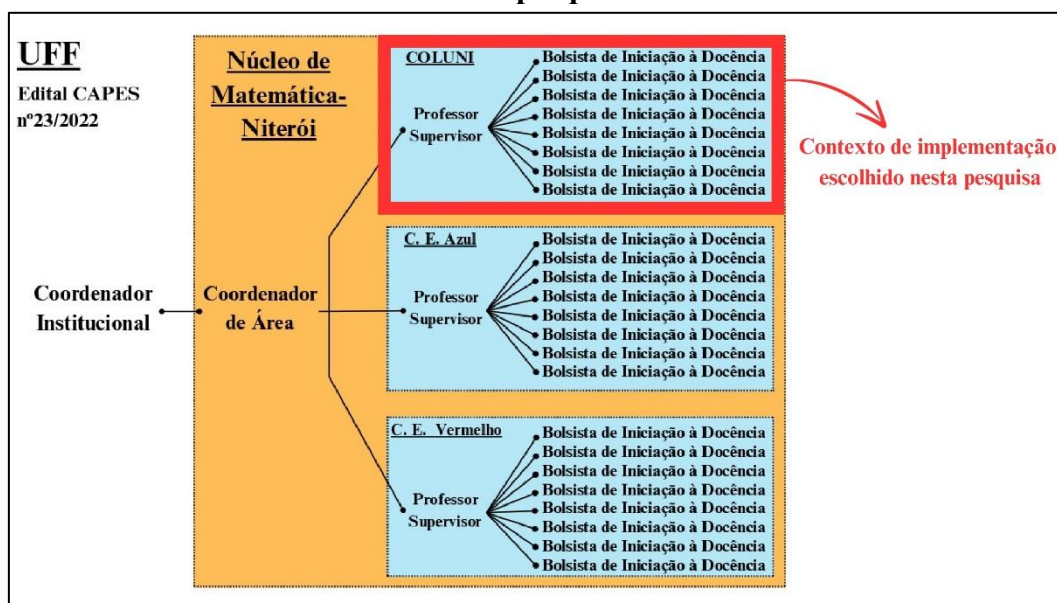 UFF
Edital CAPES
nº23/2022
Núcleo de
Matemática-
Niterói
Coordenador
Institucional
Coordenador
de Área
COLUNI
Professor
Supervisor
Bolsista de Iniciação à Docência
Bolsista de Iniciação à Docência
Bolsista de Iniciação à Docência
Bolsista de Iniciação à Docência
Bolsista de Iniciação à Docência
Bolsista de Iniciação à Docência
Bolsista de Iniciação à Docência
Bolsista de Iniciação à Docência
Contexto de implementação
escolhido nesta pesquisa
C. E. Azul
Professor
Supervisor
Bolsista de Iniciação à Docência
Bolsista de Iniciação à Docência
Bolsista de Iniciação à Docência
Bolsista de Iniciação à Docência
Bolsista de Iniciação à Docência
Bolsista de Iniciação à Docência
Bolsista de Iniciação à Docência
Bolsista de Iniciação à Docência
C. E. Vermelho
Professor
Supervisor
Bolsista de Iniciação à Docência
Bolsista de Iniciação à Docência
Bolsista de Iniciação à Docência
Bolsista de Iniciação à Docência
Bolsista de Iniciação à Docência
Bolsista de Iniciação à Docência
Bolsista de Iniciação à Docência
Bolsista de Iniciação à Docência